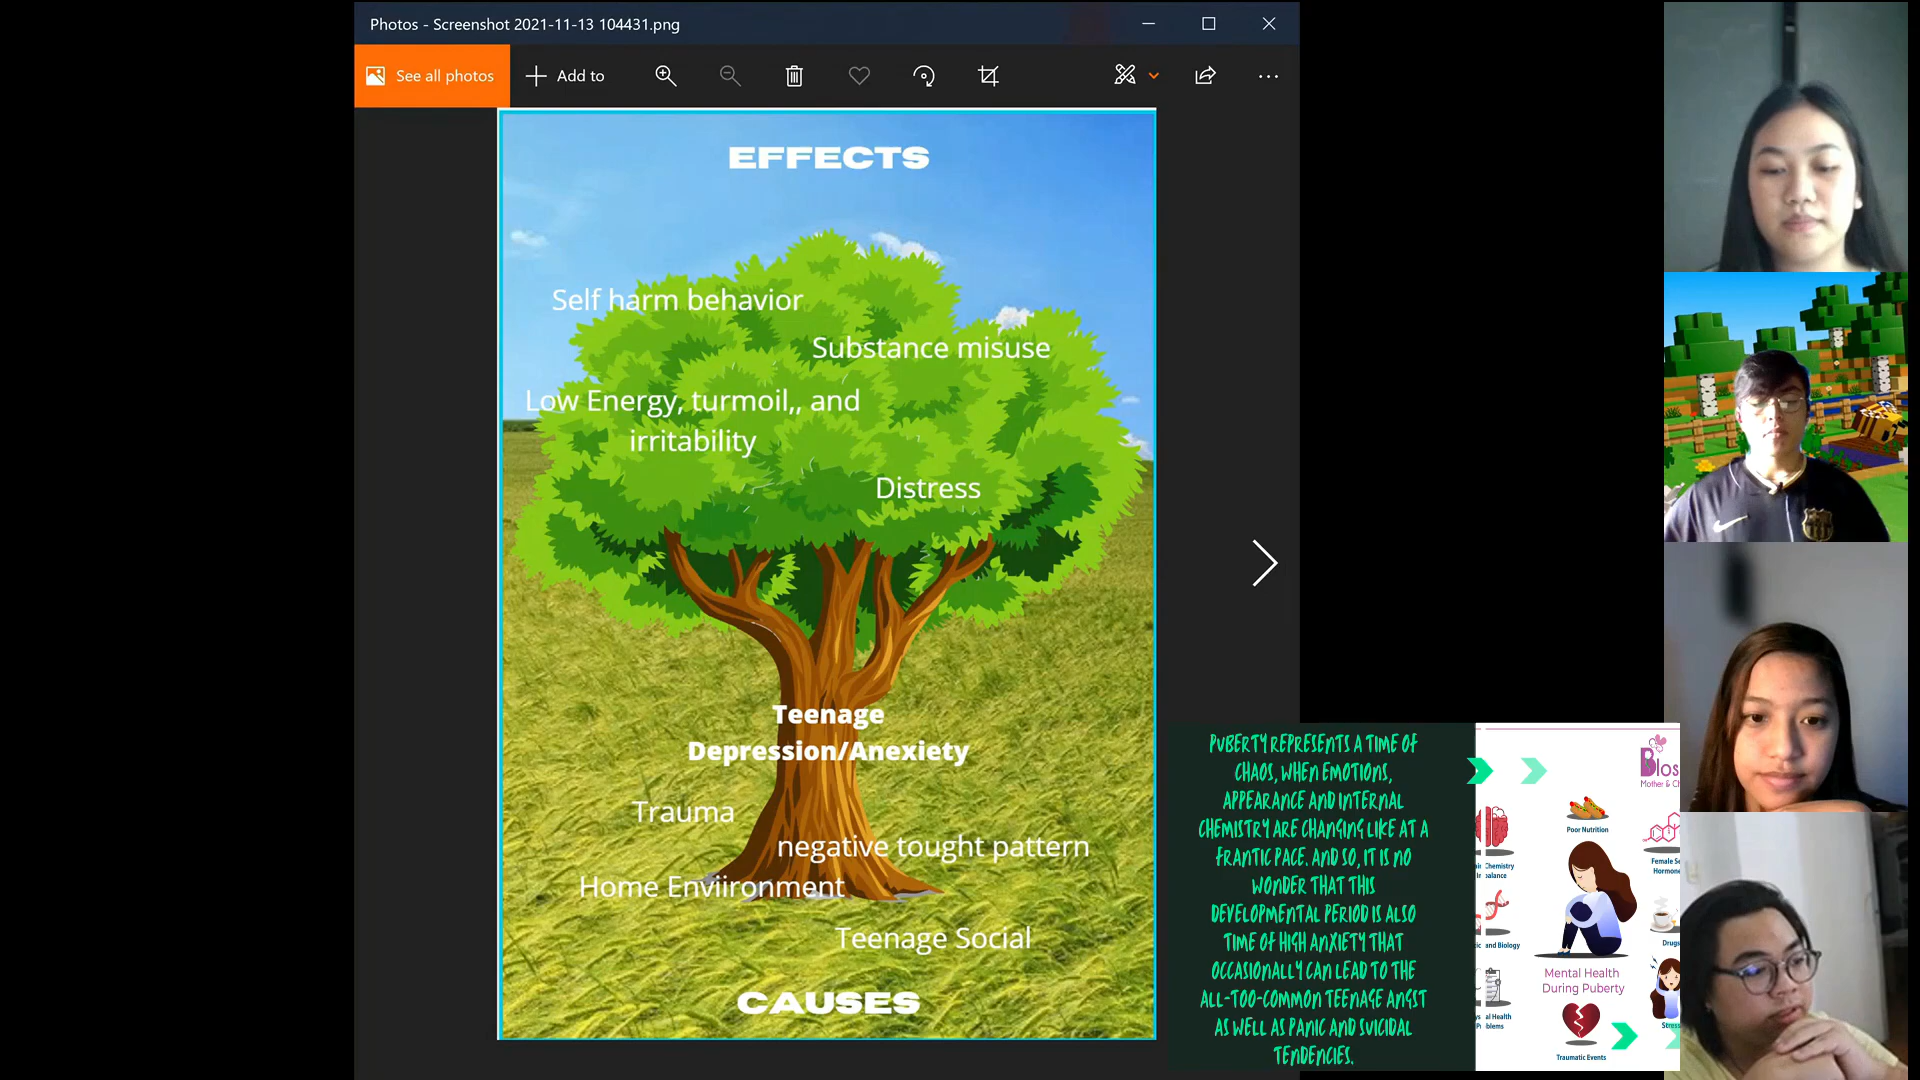 Photos - Screenshot 2021-11-13 104431.png
See all photos
Add to
EFFECTS
Self harm behavior
Substance misuse
Low Energy, turmoil,, and
irritability
Distress
Teenage
Depression/Anexiety
Trauma
negative tought pattern
Home Enviironment
Teenage Social
CAUSES
PUBERTY REPRESENTS A TIME OF
CHAOS, WHEN EMOTIONS,
APPEARANCE AND INTERNAL
CHEMISTRY ARE CHANGING LIKE AT A
FRANTIC PACE. AND SO, IT IS NO
WONDER THAT THIS
DEVELOPMENTAL PERIOD IS ALSO
TIME OF HIGH ANXIETY THAT
OCCASIONALLY CAN LEAD TO THE
ALL-TOO-COMMON TEENAGE ANGST
AS WELL AS PANIC AND SUICIDAL
TENDENCIES.
Blos
Mother & C
Poor Nutrition
Chemistry
Female Se
Hormone
and Biology
Drugs
Mental Health
During Puberty
al Health
Stress
Traumatic Events